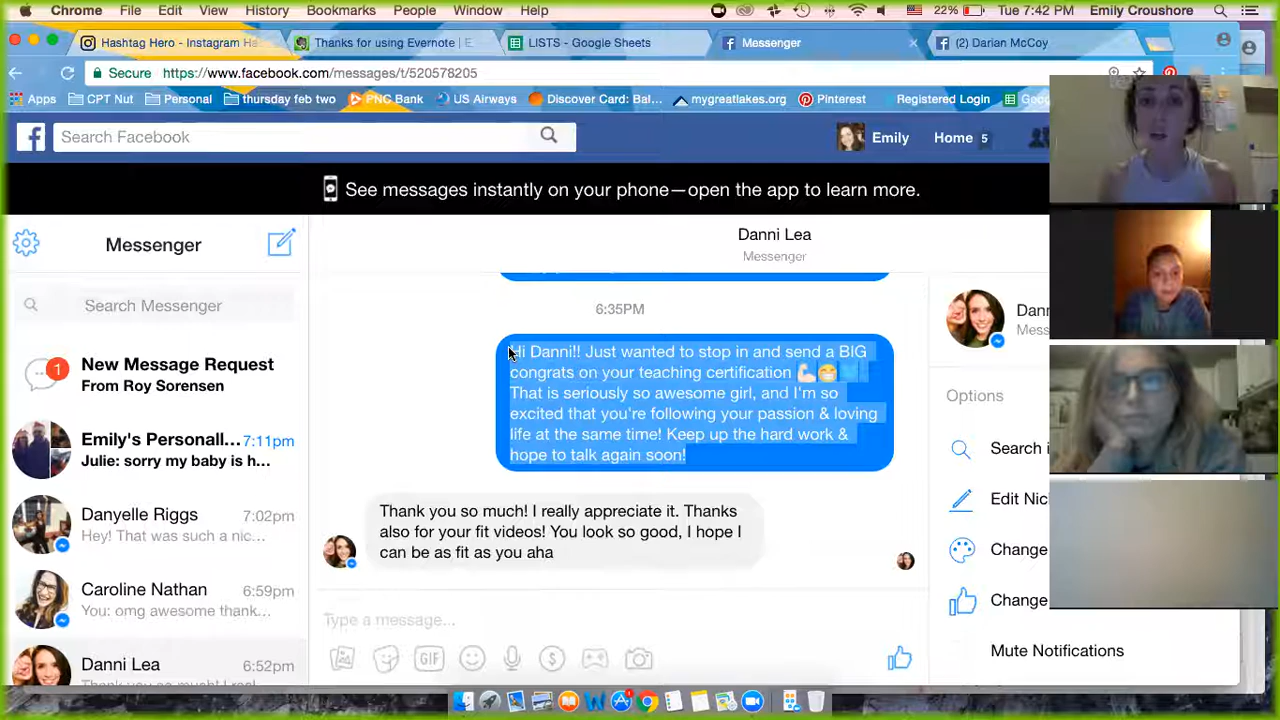 Chrome File Edit View History Bookmarks People Window Help 22% Tue 7:42 PM Emily Croushore
Hashtag Hero - Instagram Ha Thanks for using Evernote | E LISTS - Google Sheets Messenger (2) Darian McCoy
Secure https://www.facebook.com/messages/t/520578205
Apps CPT Nut Personal thursday feb two PNC Bank US Airways Discover Card: Bal... mygreatlakes.org Pinterest Registered Login Goo
Search Facebook Emily Home 5
See messages instantly on your phone—open the app to learn more.
Messenger
Search Messenger
New Message Request
1
From Roy Sorensen
Emily's Personall... 7:11pm
Julie: sorry my baby is h...
Danyelle Riggs 7:02pm
Hey! That was such a nic...
Caroline Nathan 6:59pm
You: omg awesome thank...
Danni Lea 6:52pm
Danni Lea
Messenger
6:35PM
Hi Danni!! Just wanted to stop in and send a BIG
congrats on your teaching certification 💪😁
That is seriously so awesome girl, and I'm so
excited that you're following your passion & loving
life at the same time! Keep up the hard work &
hope to talk again soon!
Thank you so much! I really appreciate it. Thanks
also for your fit videos! You look so good, I hope I
can be as fit as you aha
Type a message...
GIF
Options
Search i
Edit Nic
Change
Change
Mute Notifications